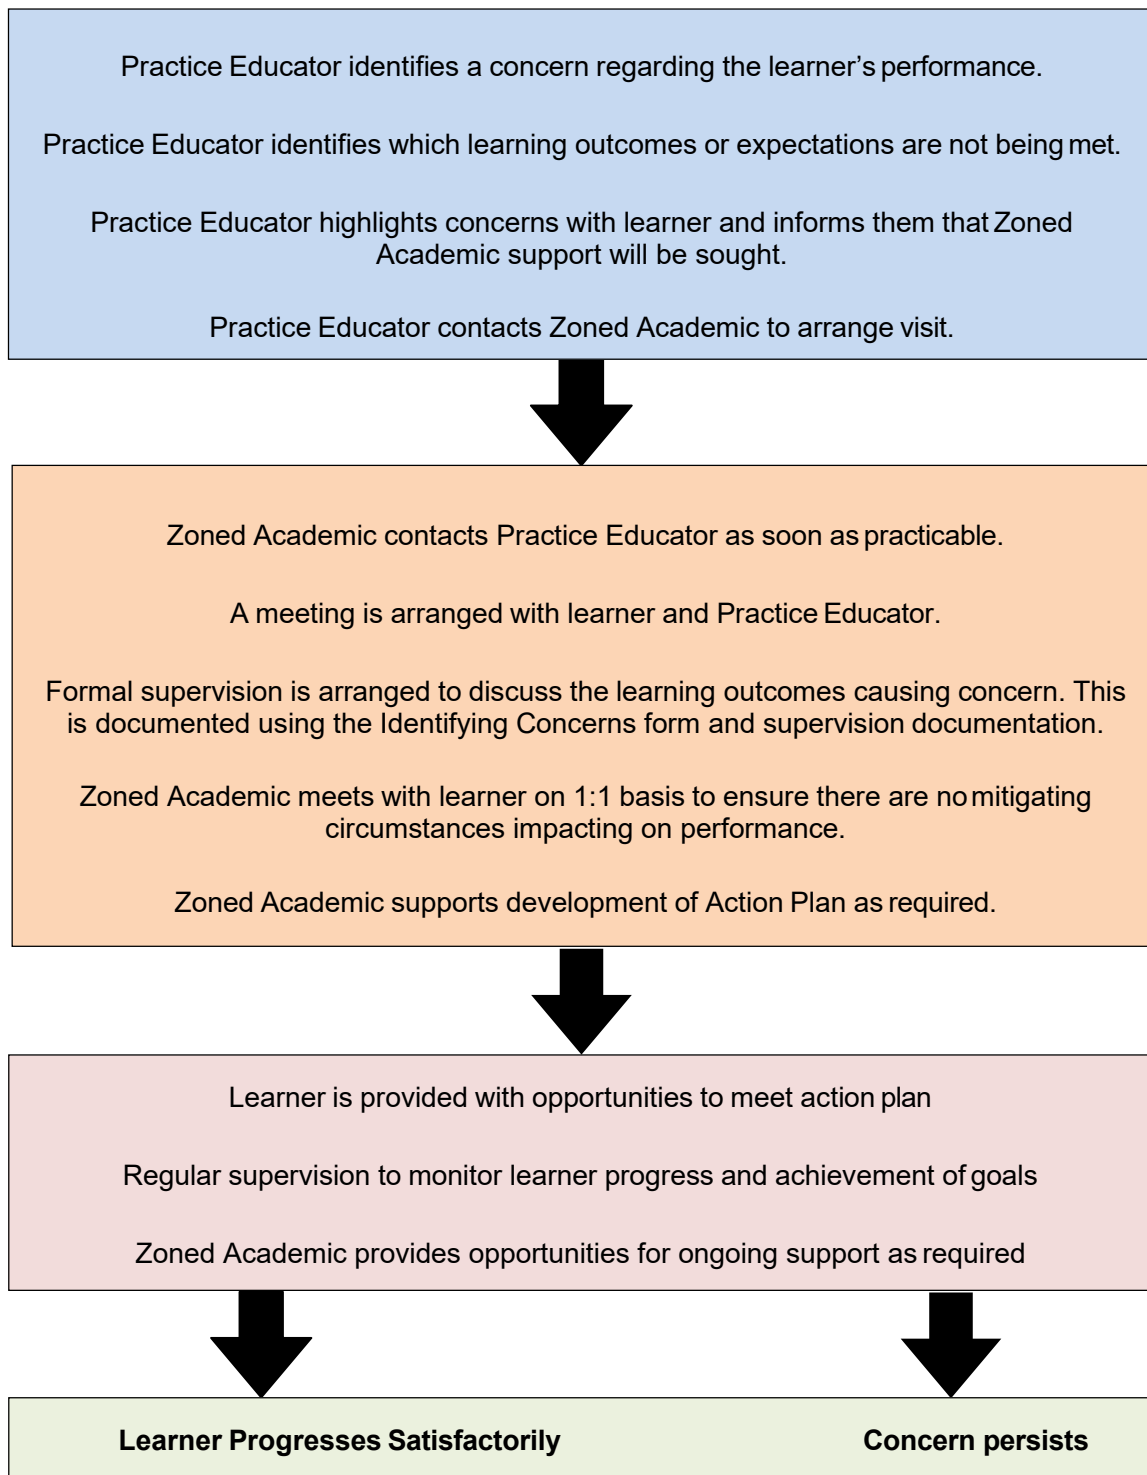 Practice Educator identifies a concern regarding the learner’s performance.
Practice Educator identifies which learning outcomes or expectations are not being met.
Practice Educator highlights concerns with learner and informs them that Zoned
Academic support will be sought.
Practice Educator contacts Zoned Academic to arrange visit.
Zoned Academic contacts Practice Educator as soon as practicable.
A meeting is arranged with learner and Practice Educator.
Formal supervision is arranged to discuss the learning outcomes causing concern. This
is documented using the Identifying Concerns form and supervision documentation.
Zoned Academic meets with learner on 1:1 basis to ensure there are no mitigating
circumstances impacting on performance.
Zoned Academic supports development of Action Plan as required.
Learner is provided with opportunities to meet action plan
Regular supervision to monitor learner progress and achievement of goals
Zoned Academic provides opportunities for ongoing support as required
Learner Progresses Satisfactorily
Concern persists